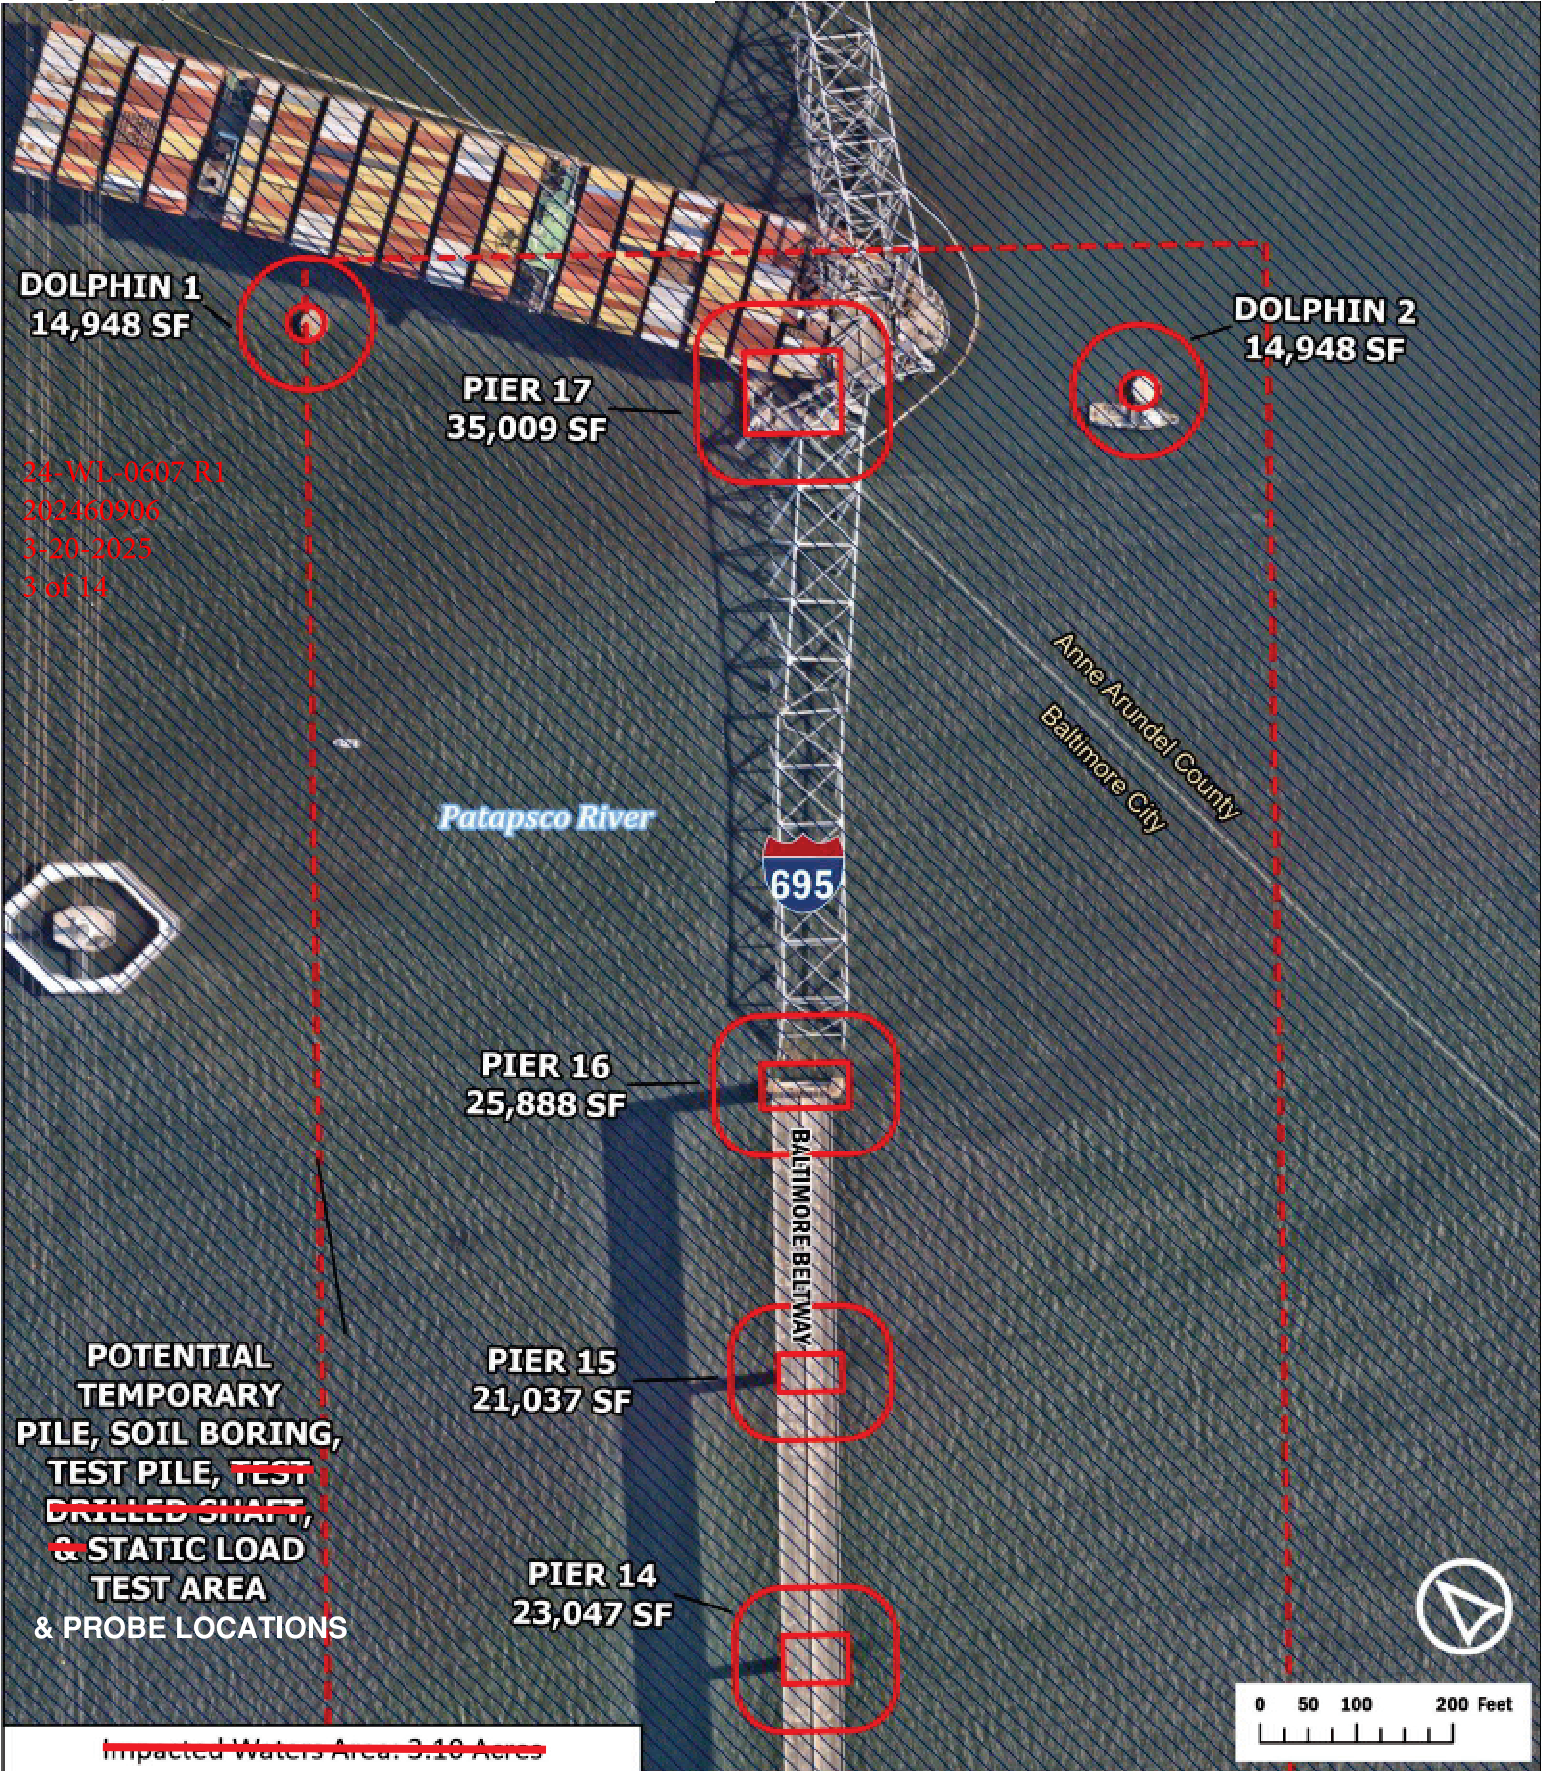 DOLPHIN 1
14,948 SF
DOLPHIN 2
14,948 SF
PIER 17
35,009 SF
24-WL-0607 R1
202460906
3-20-2025
3 of 14
Anne Arundel County
Baltimore City
Patapsco River
695
PIER 16
25,888 SF
BALTIMORE BELTWAY
PIER 15
21,037 SF
POTENTIAL
TEMPORARY
PILE, SOIL BORING,
TEST PILE, TEST
DRILLED SHAFT,
& STATIC LOAD
TEST AREA
& PROBE LOCATIONS
PIER 14
23,047 SF
0 50 100 200 Feet
Impacted Waters Area: 3.10 Acres